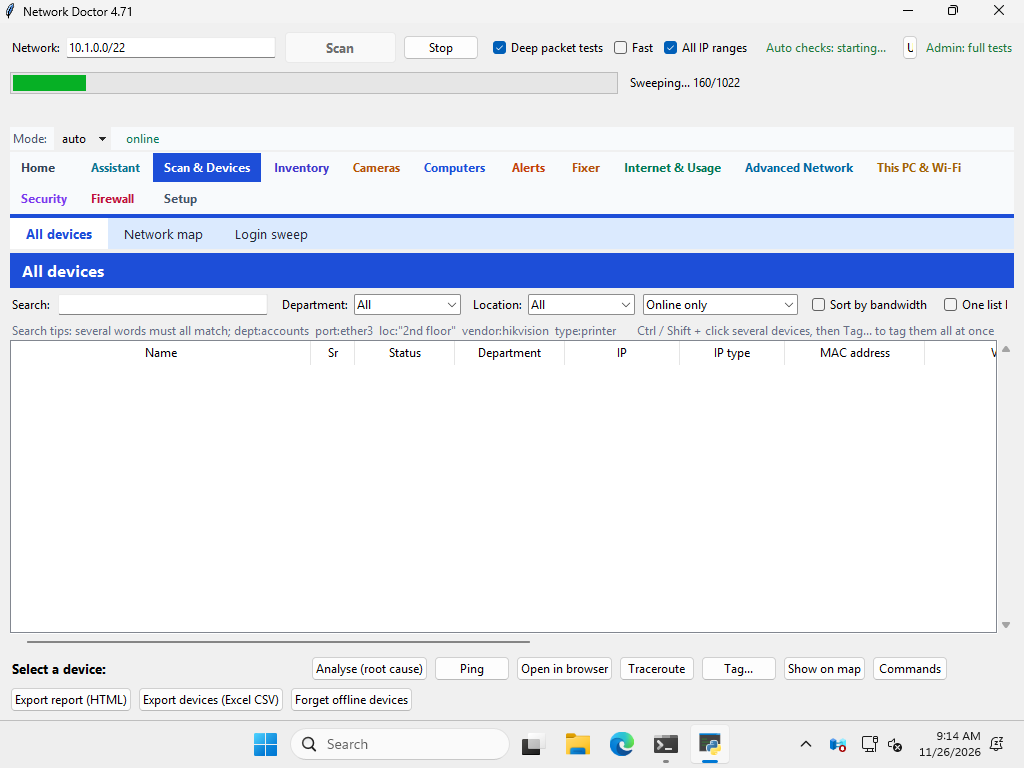 Network Doctor 4.71
Network: 10.1.0.0/22 Scan Stop Deep packet tests Fast All IP ranges Auto checks: starting... Admin: full tests
Sweeping... 160/1022
Mode: auto online
Home Assistant Scan & Devices Inventory Cameras Computers Alerts Fixer Internet & Usage Advanced Network This PC & Wi-Fi
Security Firewall Setup
All devices Network map Login sweep
All devices
Search: Department: All Location: All Online only Sort by bandwidth One list
Search tips: several words must all match; dept:accounts port:ether3 loc:"2nd floor" vendor:hikvision type:printer Ctrl / Shift + click several devices, then Tag... to tag them all at once
Name Sr Status Department IP IP type MAC address
Select a device: Analyse (root cause) Ping Open in browser Traceroute Tag... Show on map Commands
Export report (HTML) Export devices (Excel CSV) Forget offline devices
Search
9:14 AM
11/26/2026